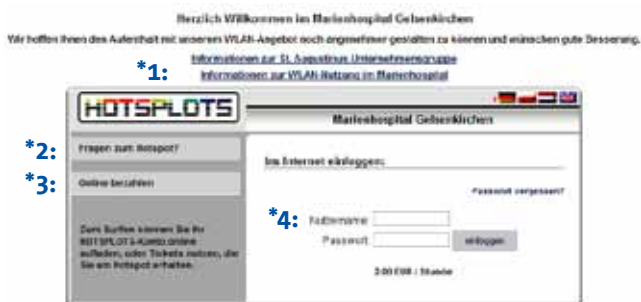 Herzlich Willkommen im Marienhospital Gelsenkirchen
Wir hoffen Ihnen den Aufenthalt mit unserem WLAN-Angebot noch angenehmer gestalten zu können und wünschen gute Besserung.
Informationen zur St. Augustinus Unternehmensgruppe
*1:
Informationen zur WLAN-Nutzung im Marienhospital
HOTSPLOTS
Marienhospital Gelsenkirchen
*2:
Fragen zum Hotspot?
Im Internet einloggen:
*3:
Online bezahlen
Passwort vergessen?
*4:
Nutzername
Passwort
einloggen
Zum Surfen können Sie Ihr
HOTSPLOTS-Konto online
aufladen, oder Tickets nutzen, die
Sie am Hotspot erhalten.
2.00 EUR / Stunde